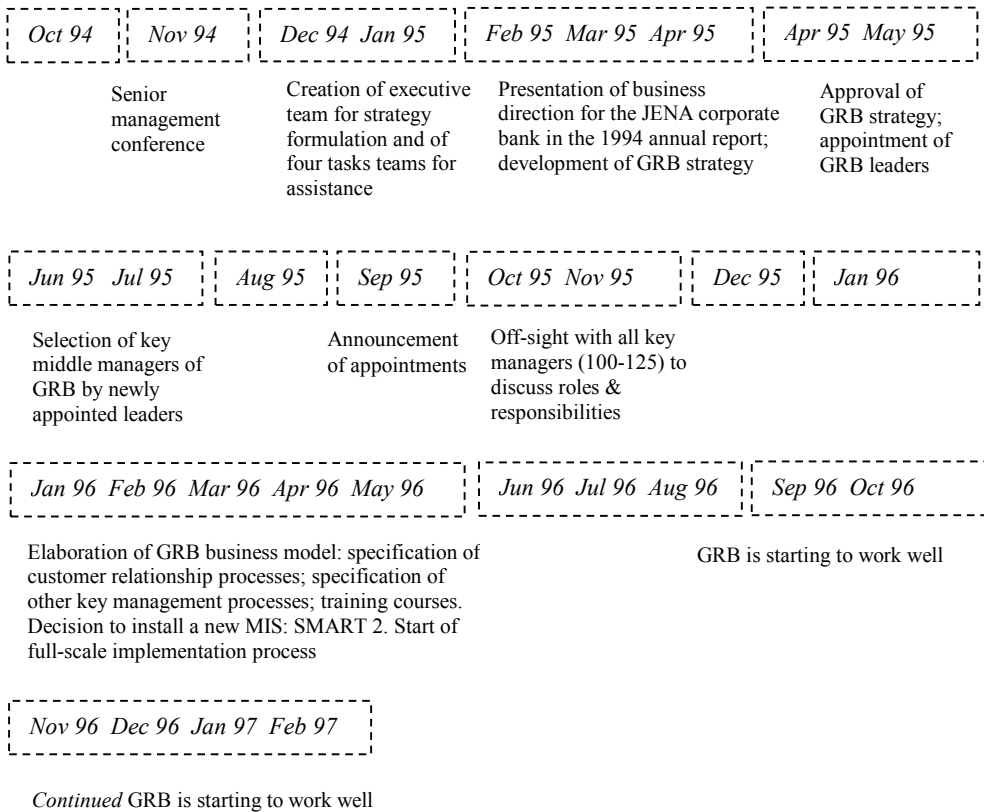 Oct 94 Nov 94 Dec 94 Jan 95 Feb 95 Mar 95 Apr 95 Apr 95 May 95
Senior
management
conference
Creation of executive
team for strategy
formulation and of
four tasks teams for
assistance
Presentation of business
direction for the JENA corporate
bank in the 1994 annual report;
development of GRB strategy
Approval of
GRB strategy;
appointment of
GRB leaders
Jun 95 Jul 95 Aug 95 Sep 95 Oct 95 Nov 95 Dec 95 Jan 96
Selection of key
middle managers of
GRB by newly
appointed leaders
Announcement
of appointments
Off-sight with all key
managers (100-125) to
discuss roles &
responsibilities
Jan 96 Feb 96 Mar 96 Apr 96 May 96 Jun 96 Jul 96 Aug 96 Sep 96 Oct 96
Elaboration of GRB business model: specification of
customer relationship processes; specification of
other key management processes; training courses.
Decision to install a new MIS: SMART 2. Start of
full-scale implementation process
GRB is starting to work well
Nov 96 Dec 96 Jan 97 Feb 97
Continued GRB is starting to work well